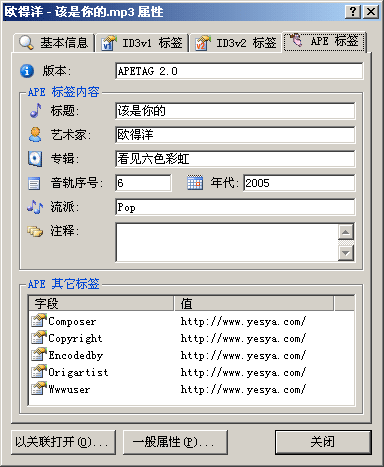 欧得洋 - 该是你的.mp3 属性
基本信息 ID3v1 标签 ID3v2 标签 APE 标签
版本: APETAG 2.0
APE 标签内容
标题: 该是你的
艺术家: 欧得洋
专辑: 看见六色彩虹
音轨序号: 6 年代: 2005
流派: Pop
注释:
APE 其它标签
字段 值
Composer http://www.yesya.com/
Copyright http://www.yesya.com/
Encodedby http://www.yesya.com/
Origartist http://www.yesya.com/
Wwwuser http://www.yesya.com/
以关联打开(O)... 一般属性(P)... 关闭